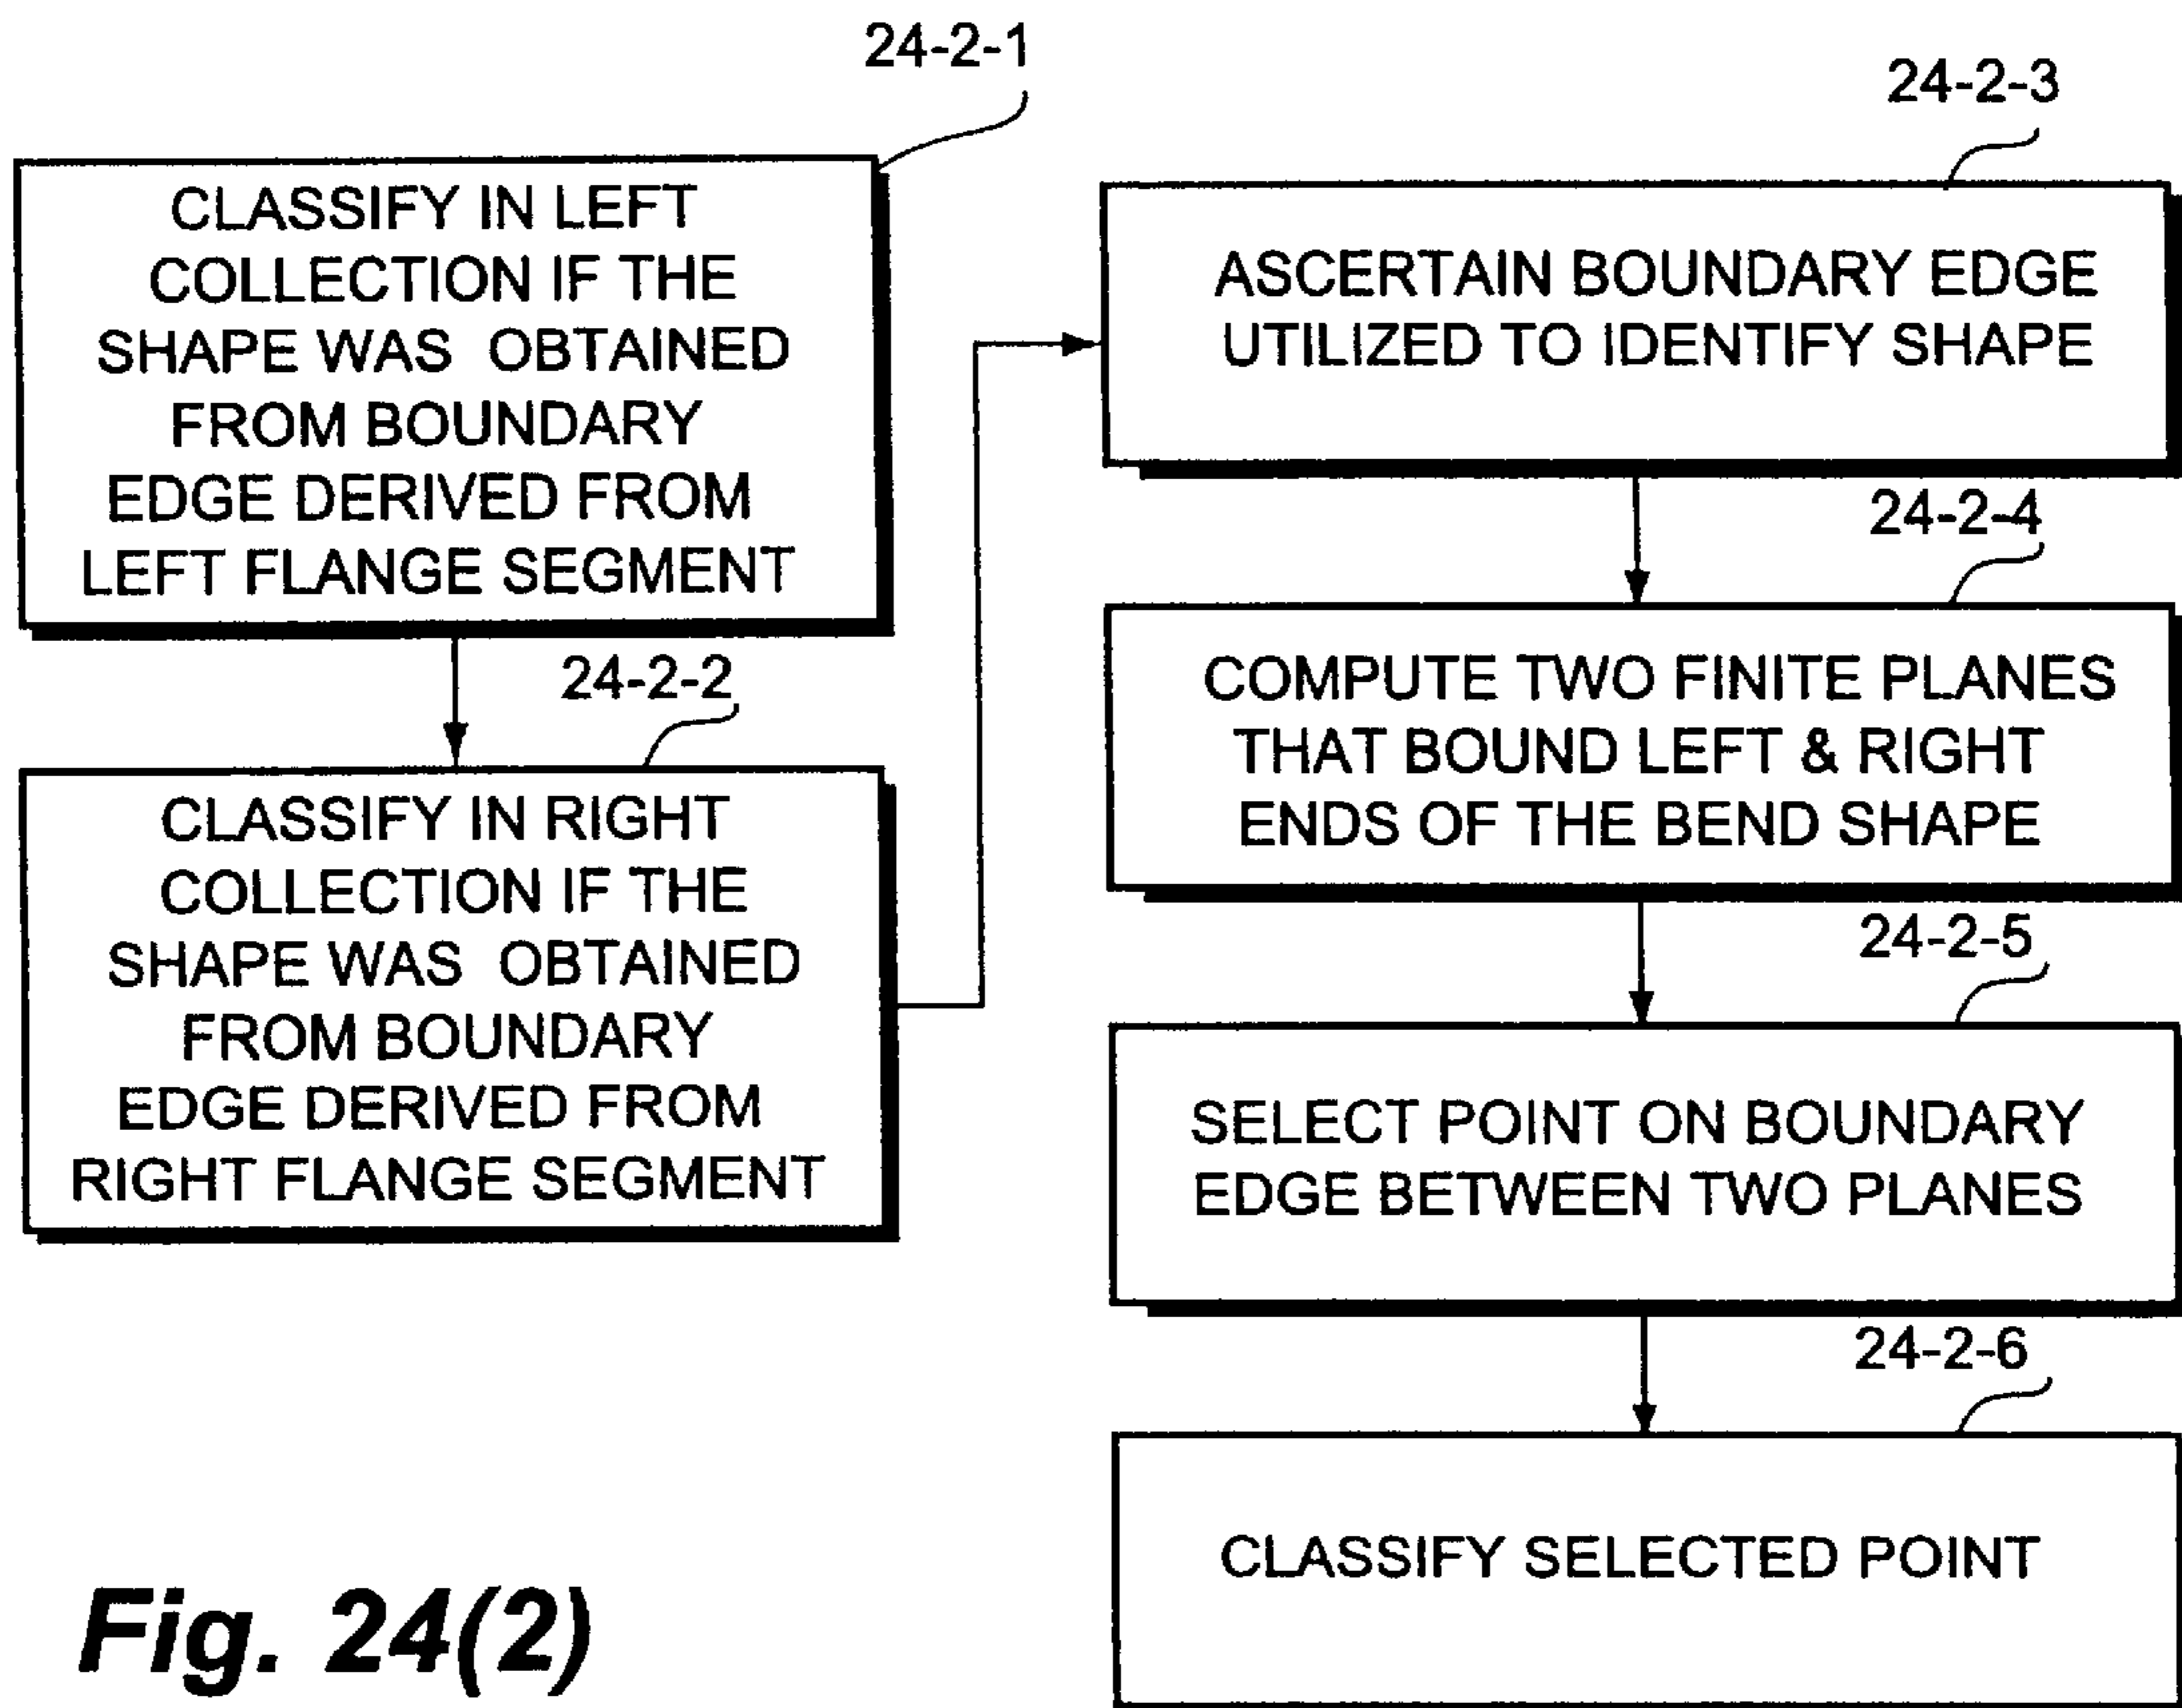 24-2-1
CLASSIFY IN LEFT
COLLECTION IF THE
SHAPE WAS OBTAINED
FROM BOUNDARY
EDGE DERIVED FROM
LEFT FLANGE SEGMENT
24-2-2
CLASSIFY IN RIGHT
COLLECTION IF THE
SHAPE WAS OBTAINED
FROM BOUNDARY
EDGE DERIVED FROM
RIGHT FLANGE SEGMENT
24-2-3
ASCERTAIN BOUNDARY EDGE
UTILIZED TO IDENTIFY SHAPE
24-2-4
COMPUTE TWO FINITE PLANES
THAT BOUND LEFT & RIGHT
ENDS OF THE BEND SHAPE
24-2-5
SELECT POINT ON BOUNDARY
EDGE BETWEEN TWO PLANES
24-2-6
CLASSIFY SELECTED POINT
Fig. 24(2)